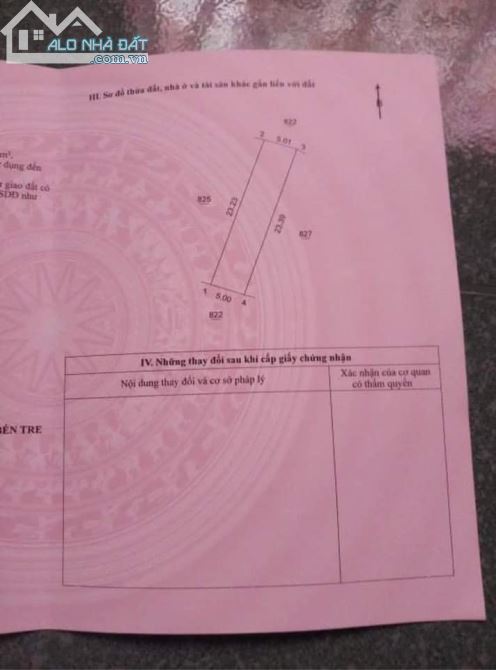 ALO NHÀ ĐẤT
.com.vn
III. Sơ đồ thửa đất, nhà ở và tài sản khác gắn liền với đất
B
822
2 5.01 3
m².
dụng đến
giao đất có
SDĐ như
825
23.23
23.39
827
1 5.00 4
822
IV. Những thay đổi sau khi cấp giấy chứng nhận
Nội dung thay đổi và cơ sở pháp lý
Xác nhận của cơ quan
có thẩm quyền
BẾN TRE